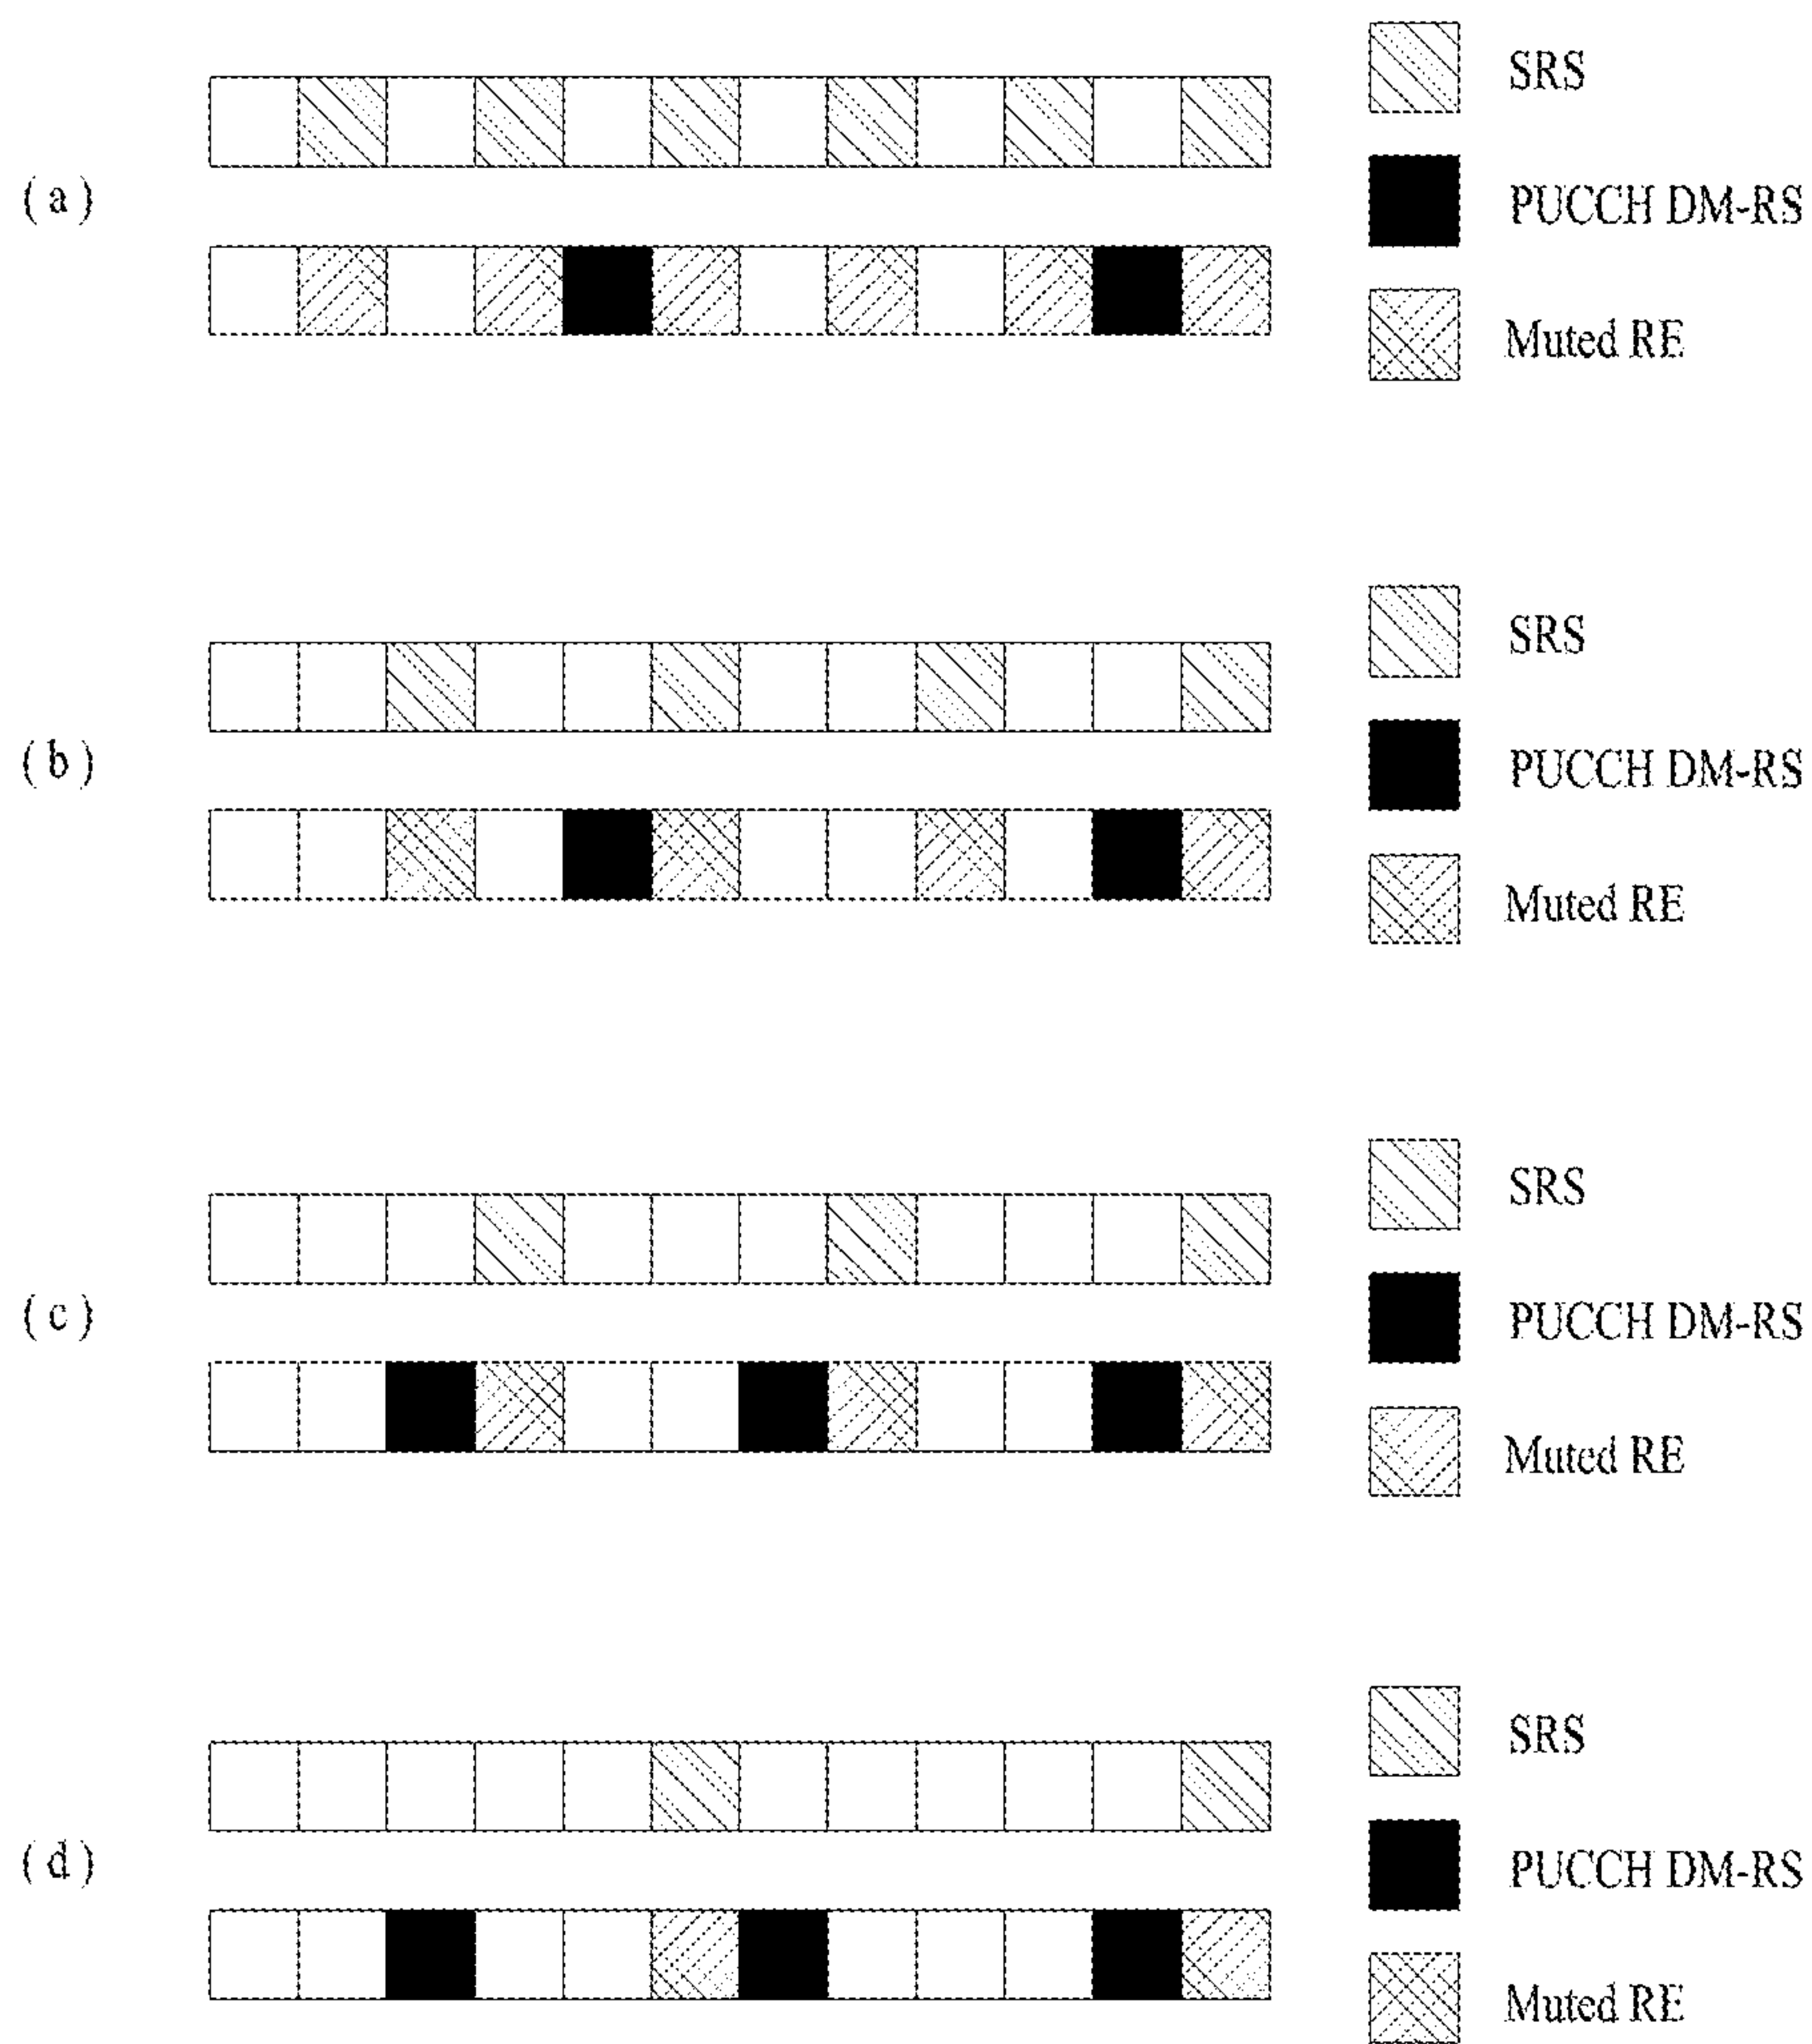 SRS
( a )
PUCCH DM-RS
Muted RE
SRS
( b )
PUCCH DM-RS
Muted RE
SRS
( c )
PUCCH DM-RS
Muted RE
SRS
( d )
PUCCH DM-RS
Muted RE